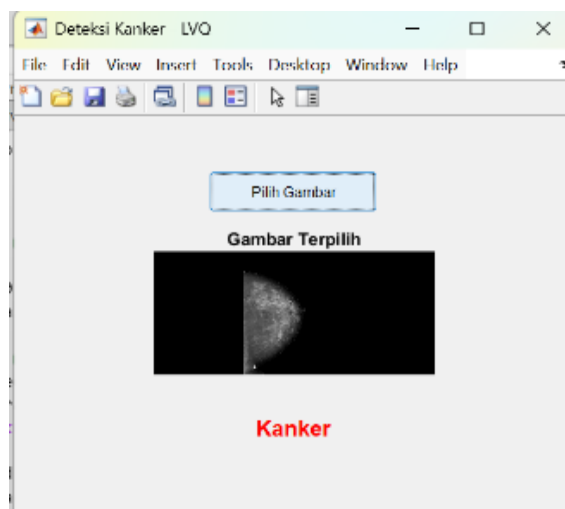 Deteksi Kanker LVQ
File Edit View Insert Tools Desktop Window Help
Pilih Gambar
Gambar Terpilih
Kanker